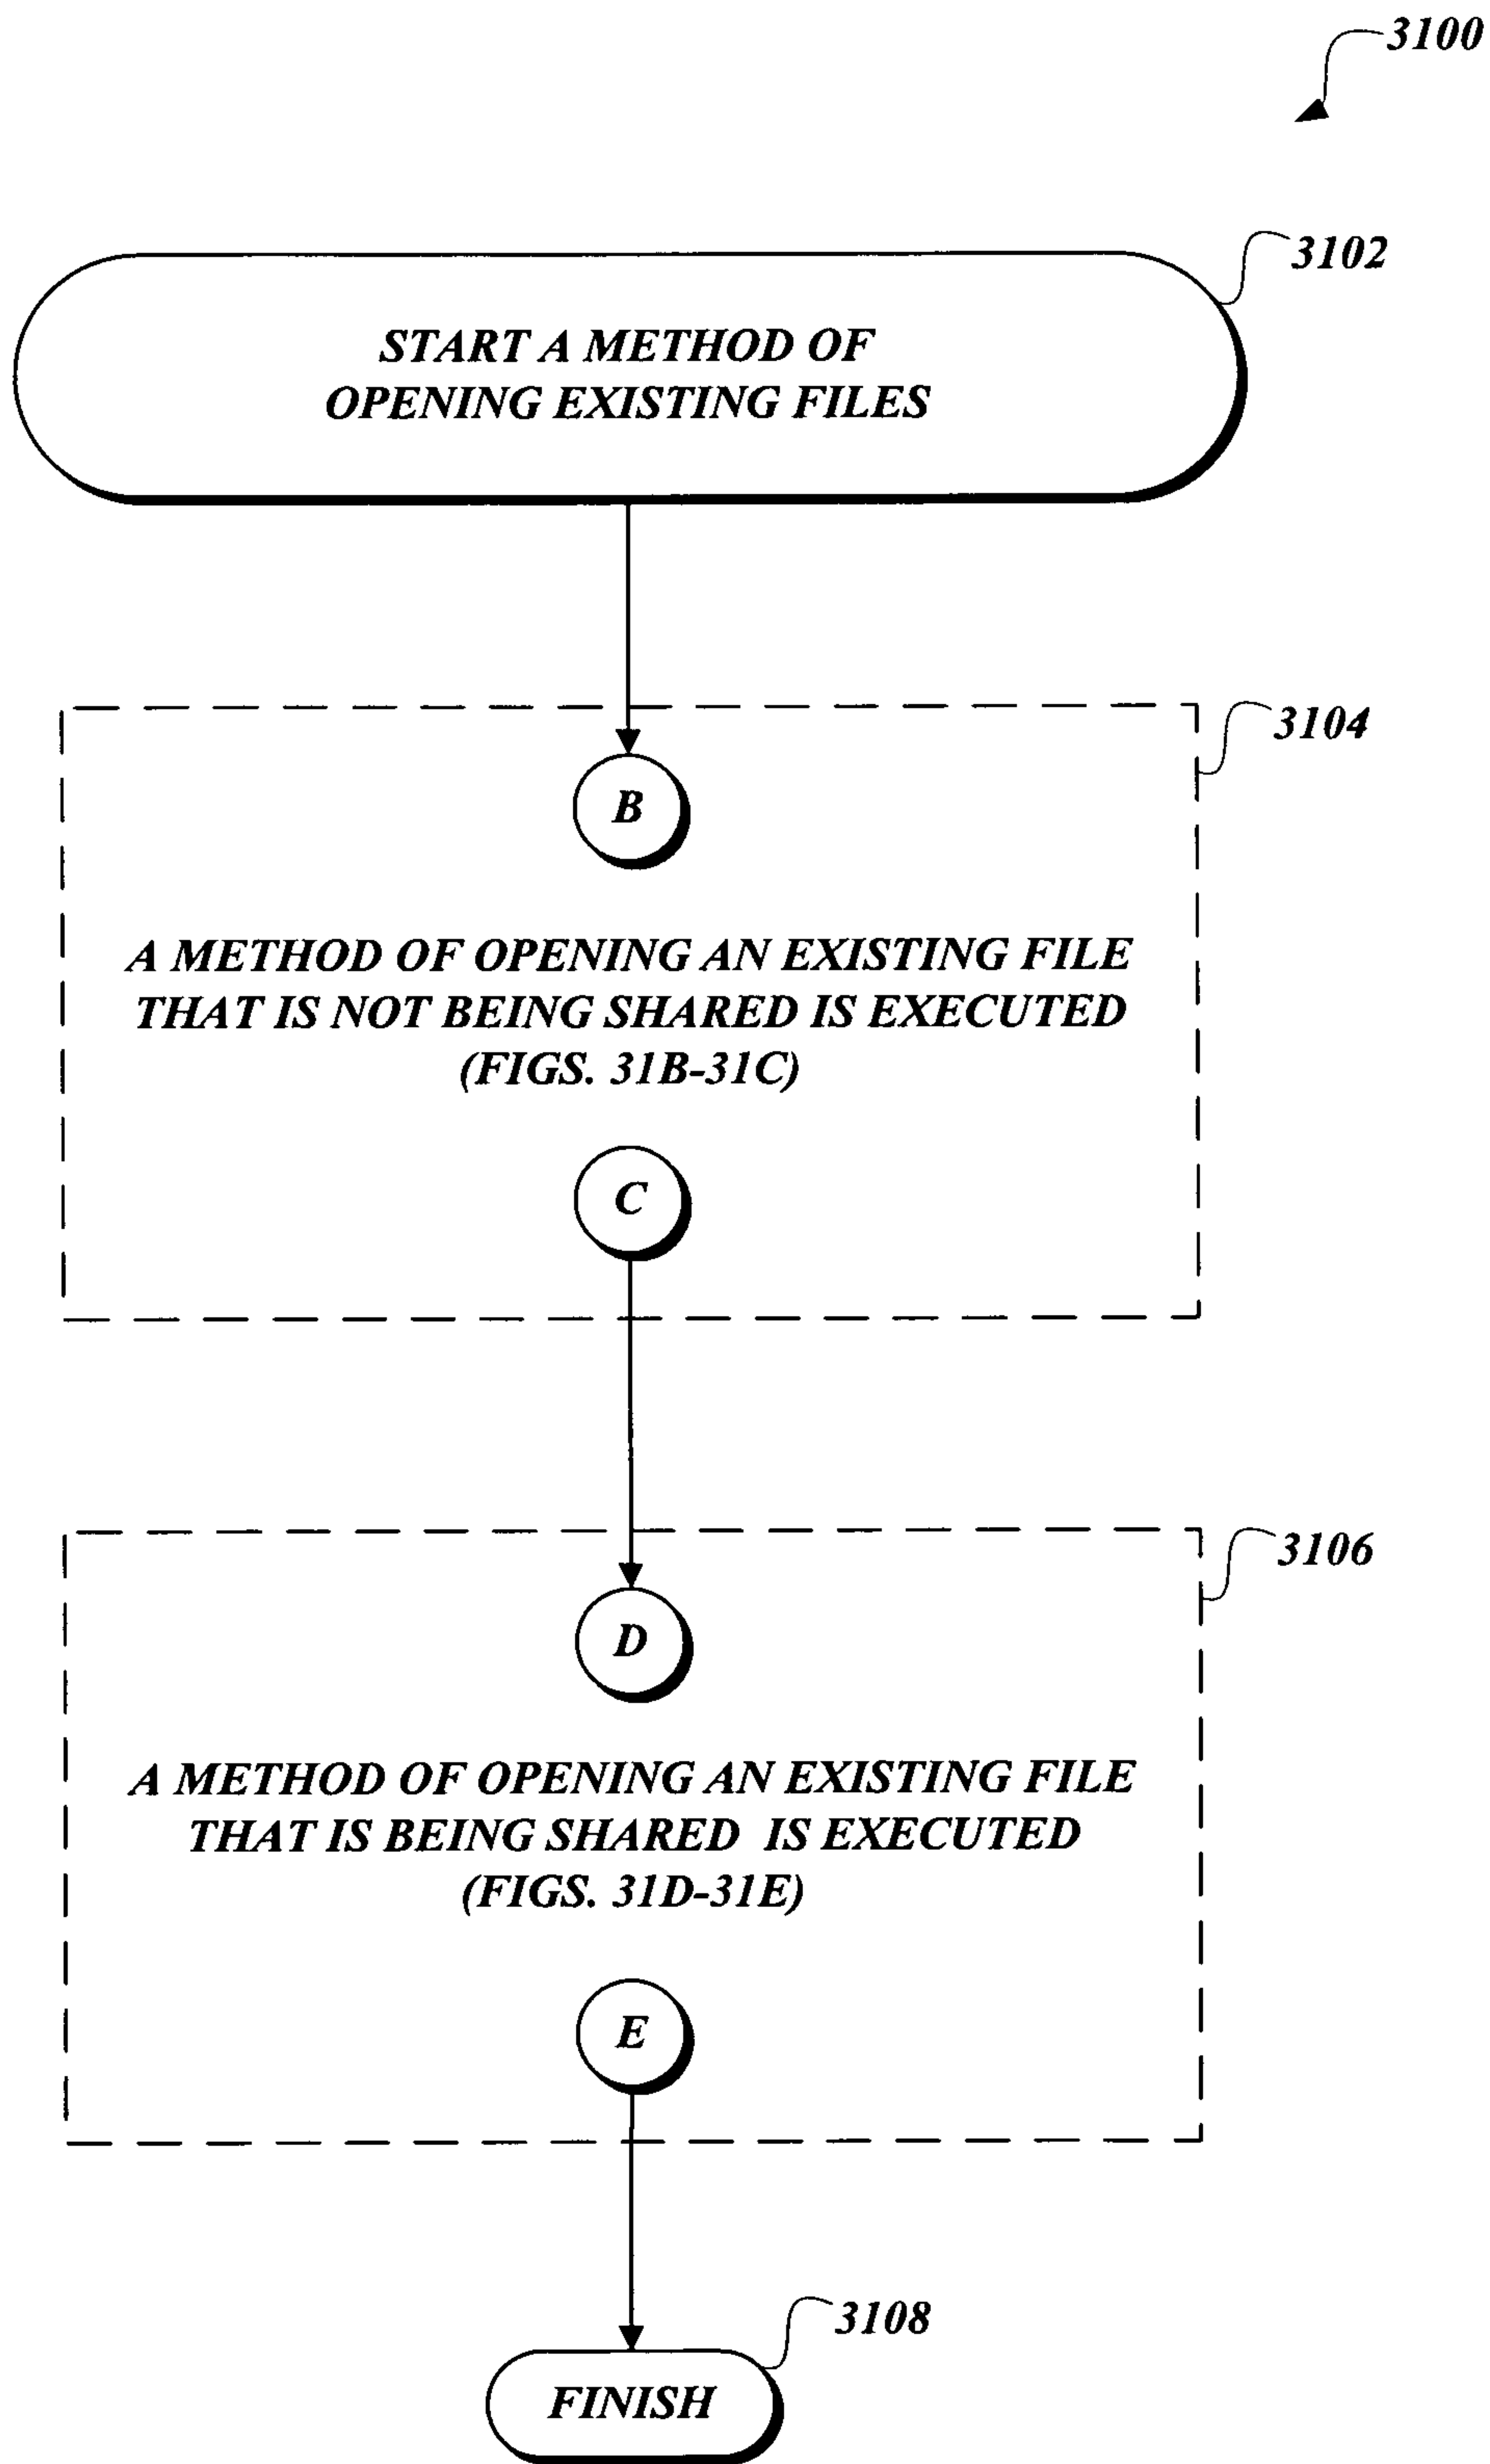 3100
3102
START A METHOD OF
OPENING EXISTING FILES
3104
B
A METHOD OF OPENING AN EXISTING FILE
THAT IS NOT BEING SHARED IS EXECUTED
(FIGS. 31B-31C)
C
3106
D
A METHOD OF OPENING AN EXISTING FILE
THAT IS BEING SHARED IS EXECUTED
(FIGS. 31D-31E)
E
3108
FINISH